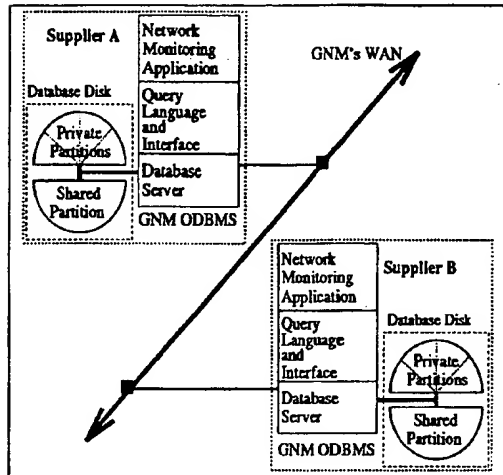 Supplier A
Network
Monitoring
Application
GNM's WAN
Database Disk
Query
Language
and
Interface
Private
Partitions
Shared
Partition
Database
Server
GNM ODBMS
Network
Monitoring
Application
Supplier B
Query
Language
and
Interface
Database Disk
Private
Partitions
Database
Server
Shared
Partition
GNM ODBMS